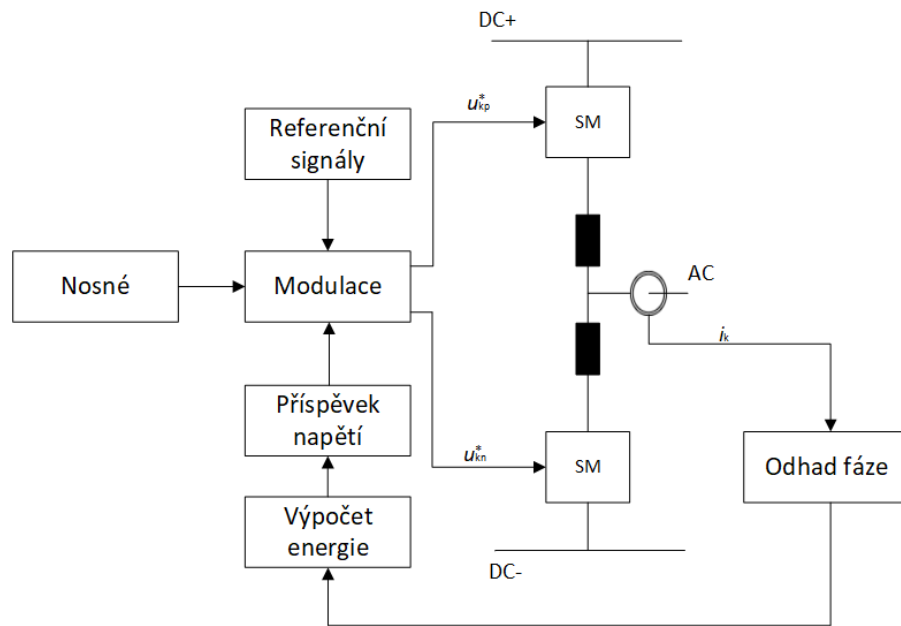 DC+
u*kp
SM
Referenční
signály
Nosné
Modulace
AC
ik
Příspěvek
napětí
u*kn
SM
Odhad fáze
Výpočet
energie
DC-